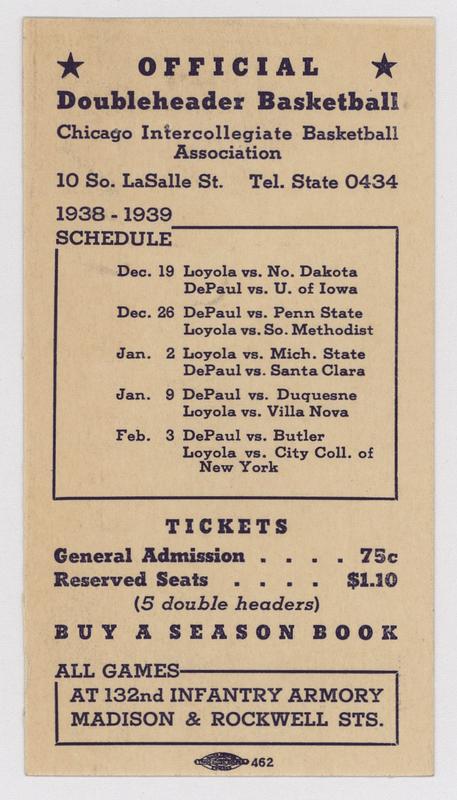 ★ OFFICIAL ★
Doubleheader Basketball
Chicago Intercollegiate Basketball
Association
10 So. LaSalle St. Tel. State 0434
1938 - 1939
SCHEDULE
Dec. 19 Loyola vs. No. Dakota
DePaul vs. U. of Iowa
Dec. 26 DePaul vs. Penn State
Loyola vs. So. Methodist
Jan. 2 Loyola vs. Mich. State
DePaul vs. Santa Clara
Jan. 9 DePaul vs. Duquesne
Loyola vs. Villa Nova
Feb. 3 DePaul vs. Butler
Loyola vs. City Coll. of
New York
TICKETS
General Admission . . . . 75c
Reserved Seats . . . . $1.10
(5 double headers)
BUY A SEASON BOOK
ALL GAMES
AT 132nd INFANTRY ARMORY
MADISON & ROCKWELL STS.
462